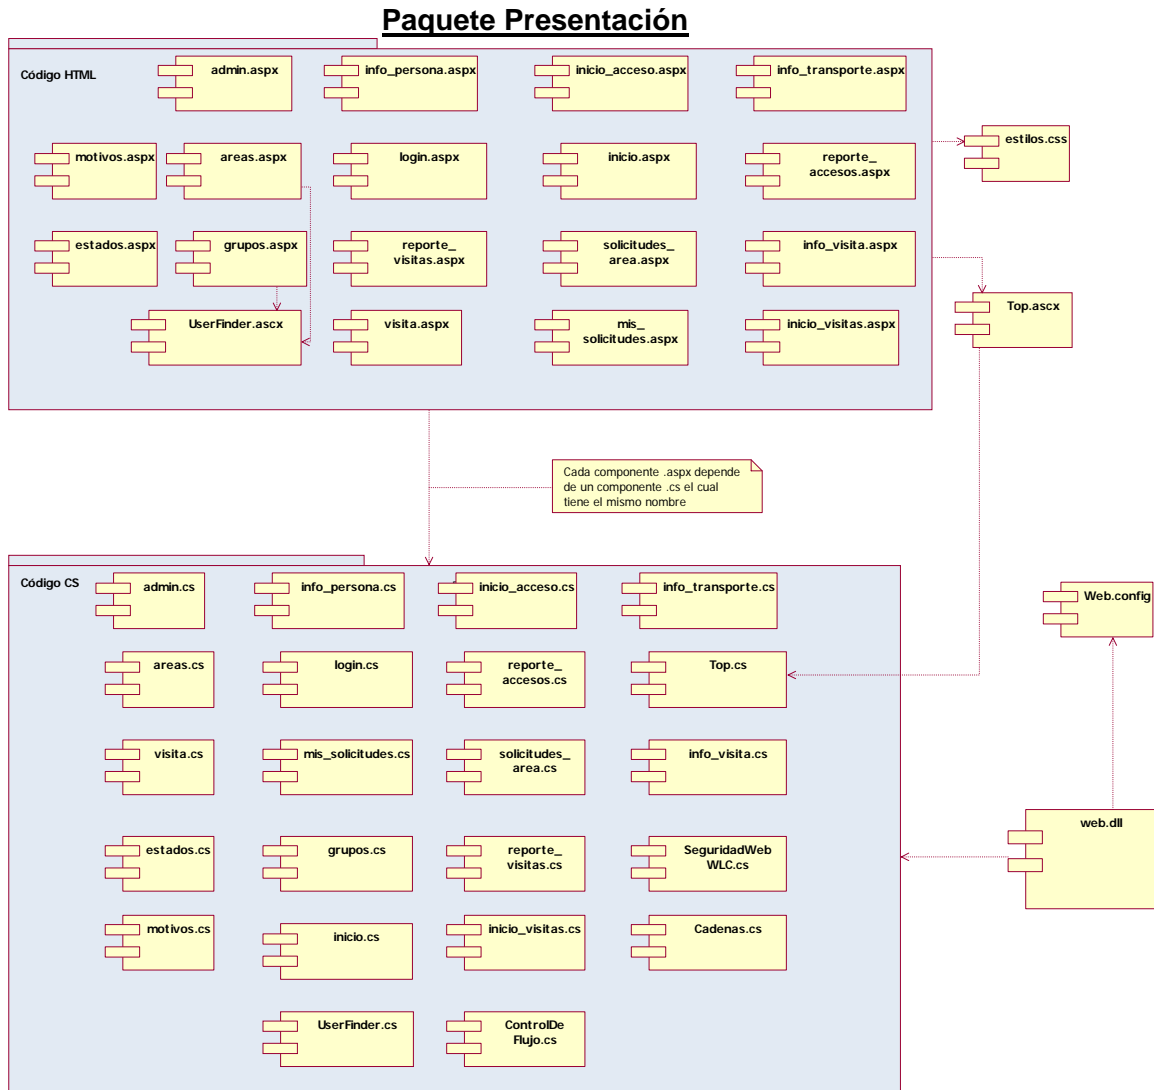 Paquete Presentación
Código HTML
admin.aspx
info_persona.aspx
inicio_acceso.aspx
info_transporte.aspx
motivos.aspx
areas.aspx
login.aspx
inicio.aspx
reporte_
accesos.aspx
estilos.css
estados.aspx
grupos.aspx
reporte_
visitas.aspx
solicitudes_
area.aspx
info_visita.aspx
Top.ascx
UserFinder.ascx
visita.aspx
mis_
solicitudes.aspx
inicio_visitas.aspx
Cada componente .aspx depende
de un componente .cs el cual
tiene el mismo nombre
Código CS
admin.cs
info_persona.cs
inicio_acceso.cs
info_transporte.cs
Web.config
areas.cs
login.cs
reporte_
accesos.cs
Top.cs
visita.cs
mis_solicitudes.cs
solicitudes_
area.cs
info_visita.cs
web.dll
estados.cs
grupos.cs
reporte_
visitas.cs
SeguridadWeb
WLC.cs
motivos.cs
inicio.cs
inicio_visitas.cs
Cadenas.cs
UserFinder.cs
ControlDe
Flujo.cs